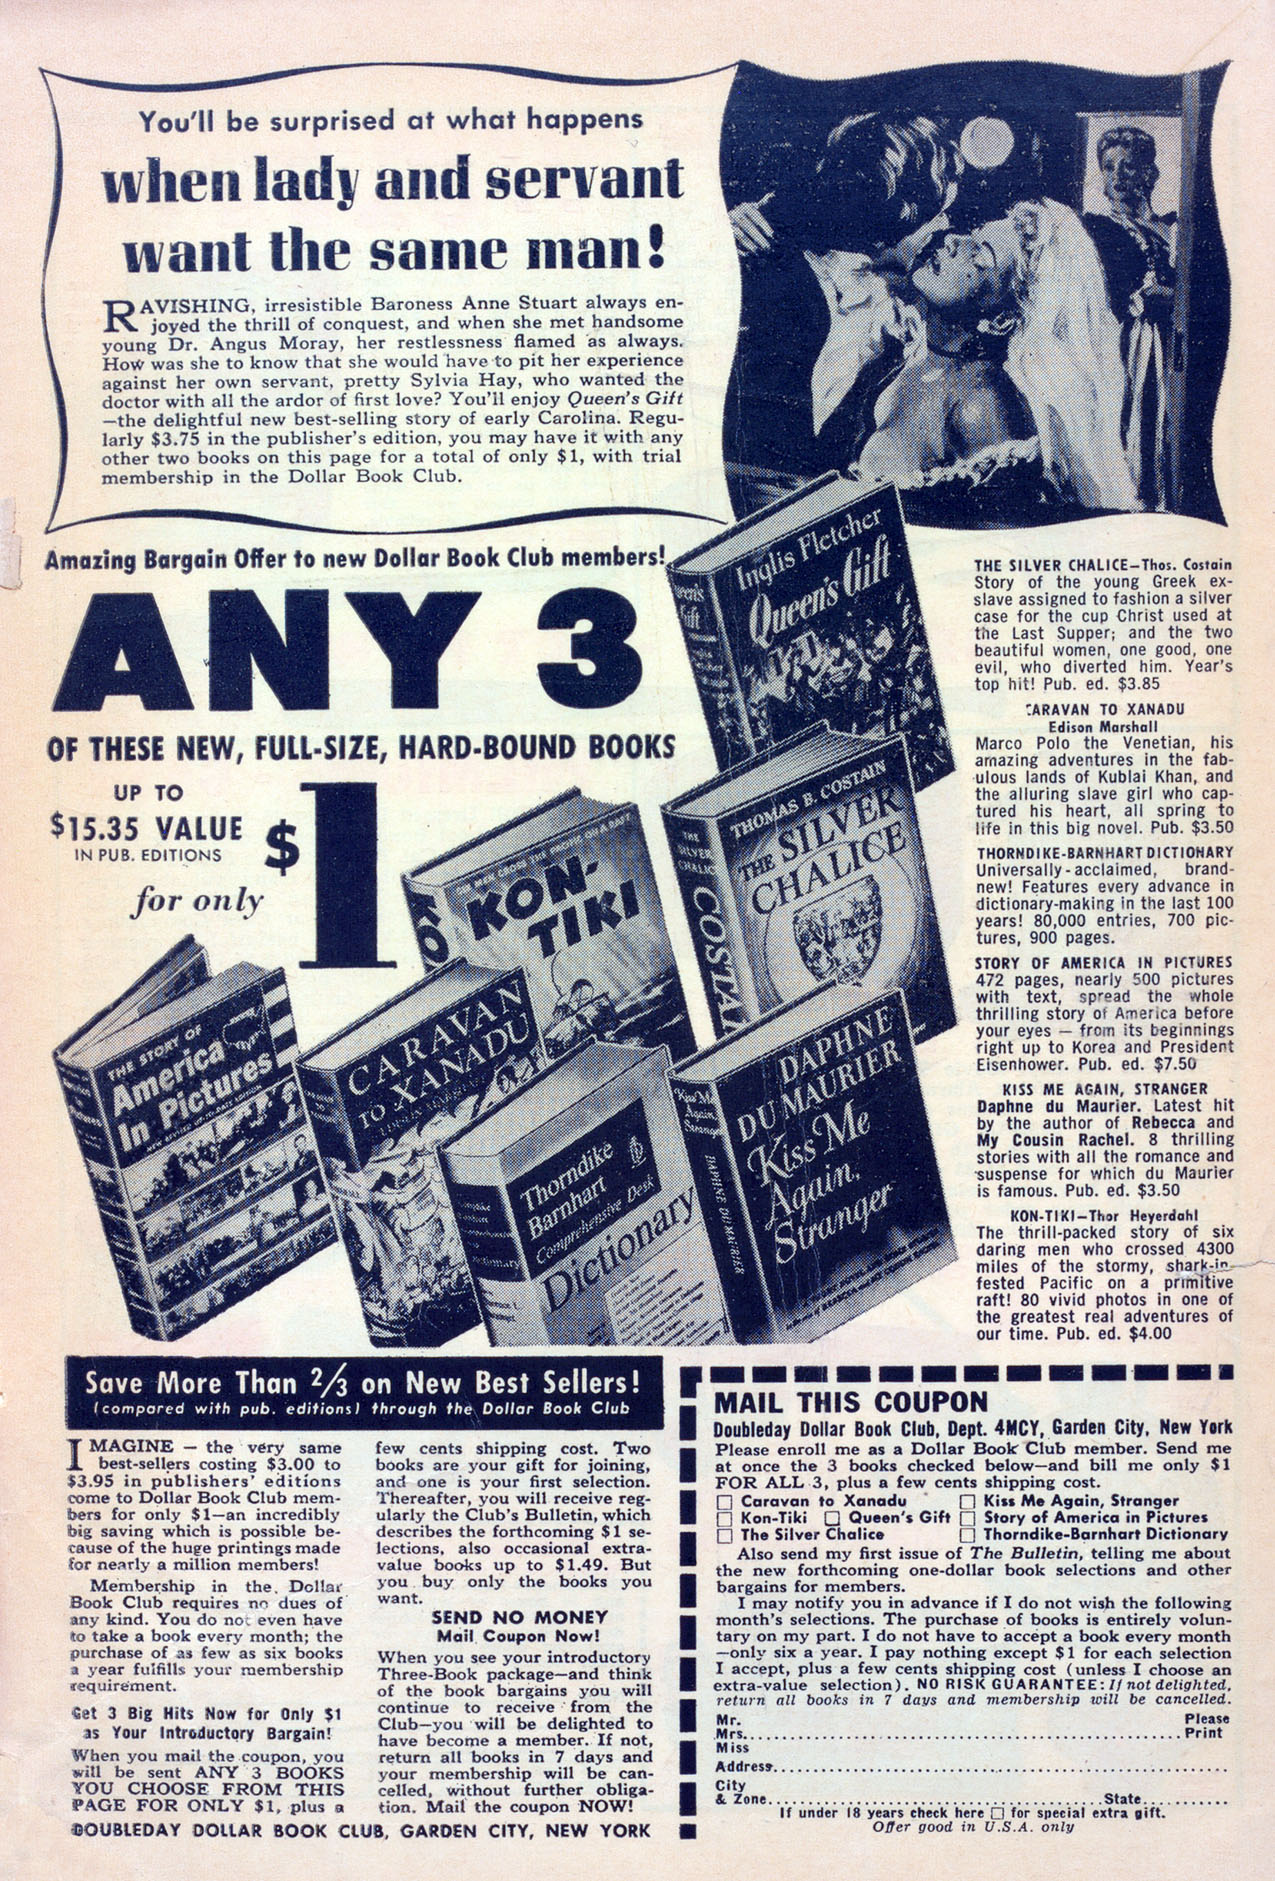 You'll be surprised at what happens
when lady and servant
want the same man!
RAVISHING, irresistible Baroness Anne Stuart always en-
joyed the thrill of conquest, and when she met handsome
young Dr. Angus Moray, her restlessness flamed as always.
How was she to know that she would have to pit her experience
against her own servant, pretty Sylvia Hay, who wanted the
doctor with all the ardor of first love? You'll enjoy Queen's Gift
—the delightful new best-selling story of early Carolina. Regu-
larly $3.75 in the publisher's edition, you may have it with any
other two books on this page for a total of only $1, with trial
membership in the Dollar Book Club.
Amazing Bargain Offer to new Dollar Book Club members!
ANY 3
OF THESE NEW, FULL-SIZE, HARD-BOUND BOOKS
UP TO
$15.35 VALUE
IN PUB. EDITIONS
for only
$1
Inglis Fletcher
Queen's Gift
Queen's
Gift
THOMAS B. COSTAIN
THE SILVER
CHALICE
THE
SILVER
CHALICE
COSTAIN
SIX MEN CROSS THE PACIFIC ON A RAFT
KON-
TIKI
CARAVAN
TO XANADU
THE STORY OF
America
In Pictures
Thorndike
Barnhart
Comprehensive Desk
Dictionary
DAPHNE
DU MAURIER
Kiss Me
Again,
Stranger
Kiss Me
Again
Stranger
DAPHNE DU MAURIER
THE SILVER CHALICE—Thos. Costain
Story of the young Greek ex-
slave assigned to fashion a silver
case for the cup Christ used at
the Last Supper; and the two
beautiful women, one good, one
evil, who diverted him. Year's
top hit! Pub. ed. $3.85
CARAVAN TO XANADU
Edison Marshall
Marco Polo the Venetian, his
amazing adventures in the fab-
ulous lands of Kublai Khan, and
the alluring slave girl who cap-
tured his heart, all spring to
life in this big novel. Pub. $3.50
THORNDIKE-BARNHART DICTIONARY
Universally-acclaimed, brand-
new! Features every advance in
dictionary-making in the last 100
years! 80,000 entries, 700 pic-
tures, 900 pages.
STORY OF AMERICA IN PICTURES
472 pages, nearly 500 pictures
with text, spread the whole
thrilling story of America before
your eyes — from its beginnings
right up to Korea and President
Eisenhower. Pub. ed. $7.50
KISS ME AGAIN, STRANGER
Daphne du Maurier. Latest hit
by the author of Rebecca and
My Cousin Rachel. 8 thrilling
stories with all the romance and
suspense for which du Maurier
is famous. Pub. ed. $3.50
KON-TIKI—Thor Heyerdahl
The thrill-packed story of six
daring men who crossed 4300
miles of the stormy, shark-in-
fested Pacific on a primitive
raft! 80 vivid photos in one of
the greatest real adventures of
our time. Pub. ed. $4.00
Save More Than 2/3 on New Best Sellers!
(compared with pub. editions) through the Dollar Book Club
IMAGINE — the very same
best-sellers costing $3.00 to
$3.95 in publishers' editions
come to Dollar Book Club mem-
bers for only $1—an incredibly
big saving which is possible be-
cause of the huge printings made
for nearly a million members!
Membership in the Dollar
Book Club requires no dues of
any kind. You do not even have
to take a book every month; the
purchase of as few as six books
a year fulfills your membership
requirement.
Get 3 Big Hits Now for Only $1
as Your Introductory Bargain!
When you mail the coupon, you
will be sent ANY 3 BOOKS
YOU CHOOSE FROM THIS
PAGE FOR ONLY $1, plus a
few cents shipping cost. Two
books are your gift for joining,
and one is your first selection.
Thereafter, you will receive reg-
ularly the Club's Bulletin, which
describes the forthcoming $1 se-
lections, also occasional extra-
value books up to $1.49. But
you buy only the books you
want.
SEND NO MONEY
Mail Coupon Now!
When you see your introductory
Three-Book package—and think
of the book bargains you will
continue to receive from the
Club—you will be delighted to
have become a member. If not,
return all books in 7 days and
your membership will be can-
celled, without further obliga-
tion. Mail the coupon NOW!
DOUBLEDAY DOLLAR BOOK CLUB, GARDEN CITY, NEW YORK
MAIL THIS COUPON
Doubleday Dollar Book Club, Dept. 4MCY, Garden City, New York
Please enroll me as a Dollar Book Club member. Send me
at once the 3 books checked below—and bill me only $1
FOR ALL 3, plus a few cents shipping cost.
☐ Caravan to Xanadu ☐ Kiss Me Again, Stranger
☐ Kon-Tiki ☐ Queen's Gift ☐ Story of America in Pictures
☐ The Silver Chalice ☐ Thorndike-Barnhart Dictionary
Also send my first issue of The Bulletin, telling me about
the new forthcoming one-dollar book selections and other
bargains for members.
I may notify you in advance if I do not wish the following
month's selections. The purchase of books is entirely volun-
tary on my part. I do not have to accept a book every month
—only six a year. I pay nothing except $1 for each selection
I accept, plus a few cents shipping cost (unless I choose an
extra-value selection). NO RISK GUARANTEE: If not delighted,
return all books in 7 days and membership will be cancelled.
Mr. Please
Mrs. Print
Miss
Address
City
& Zone State
If under 18 years check here ☐ for special extra gift.
Offer good in U.S.A. only